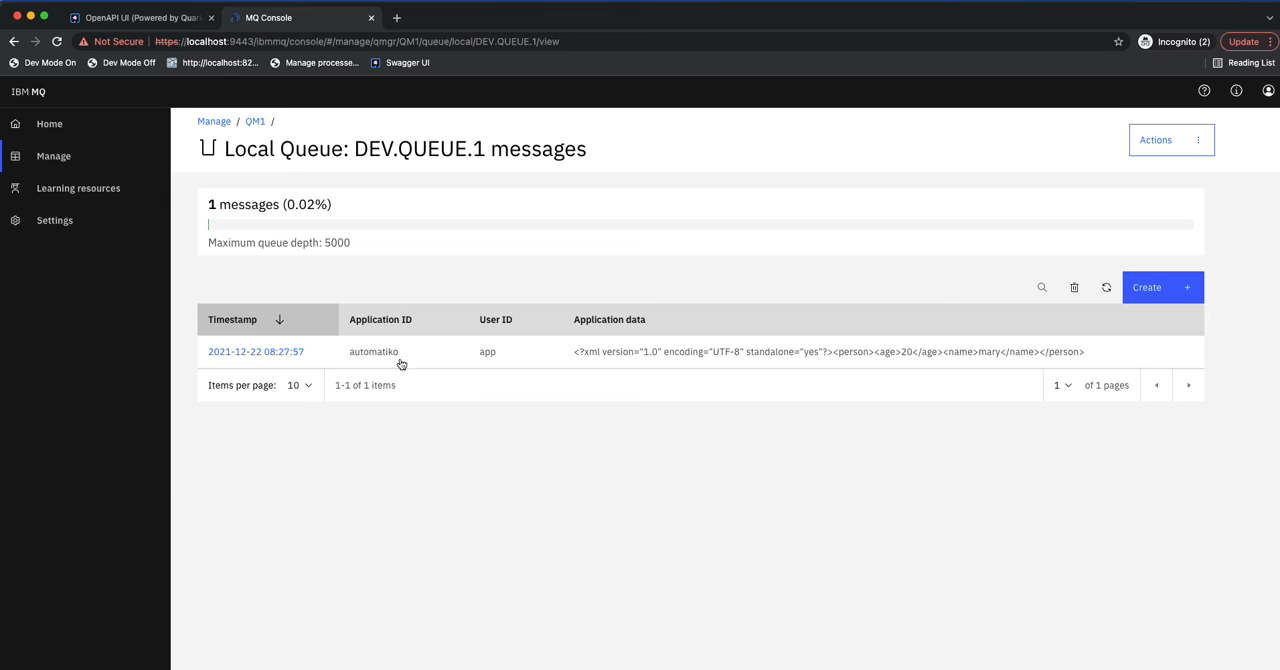 OpenAPI UI (Powered by Quark
MQ Console
Not Secure
https://localhost:9443/ibmmq/console/#/manage/qmgr/QM1/queue/local/DEV.QUEUE.1/view
Incognito (2)
Update
Dev Mode On
Dev Mode Off
http://localhost:82...
Manage processe...
Swagger UI
Reading List
IBM MQ
Home
Manage
Learning resources
Settings
Manage / QM1 /
Local Queue: DEV.QUEUE.1 messages
Actions
1 messages (0.02%)
Maximum queue depth: 5000
Create +
Timestamp
Application ID
User ID
Application data
2021-12-22 08:27:57
automatiko
app
<?xml version="1.0" encoding="UTF-8" standalone="yes"?><person><age>20</age><name>mary</name></person>
Items per page: 10
1-1 of 1 items
1 of 1 pages